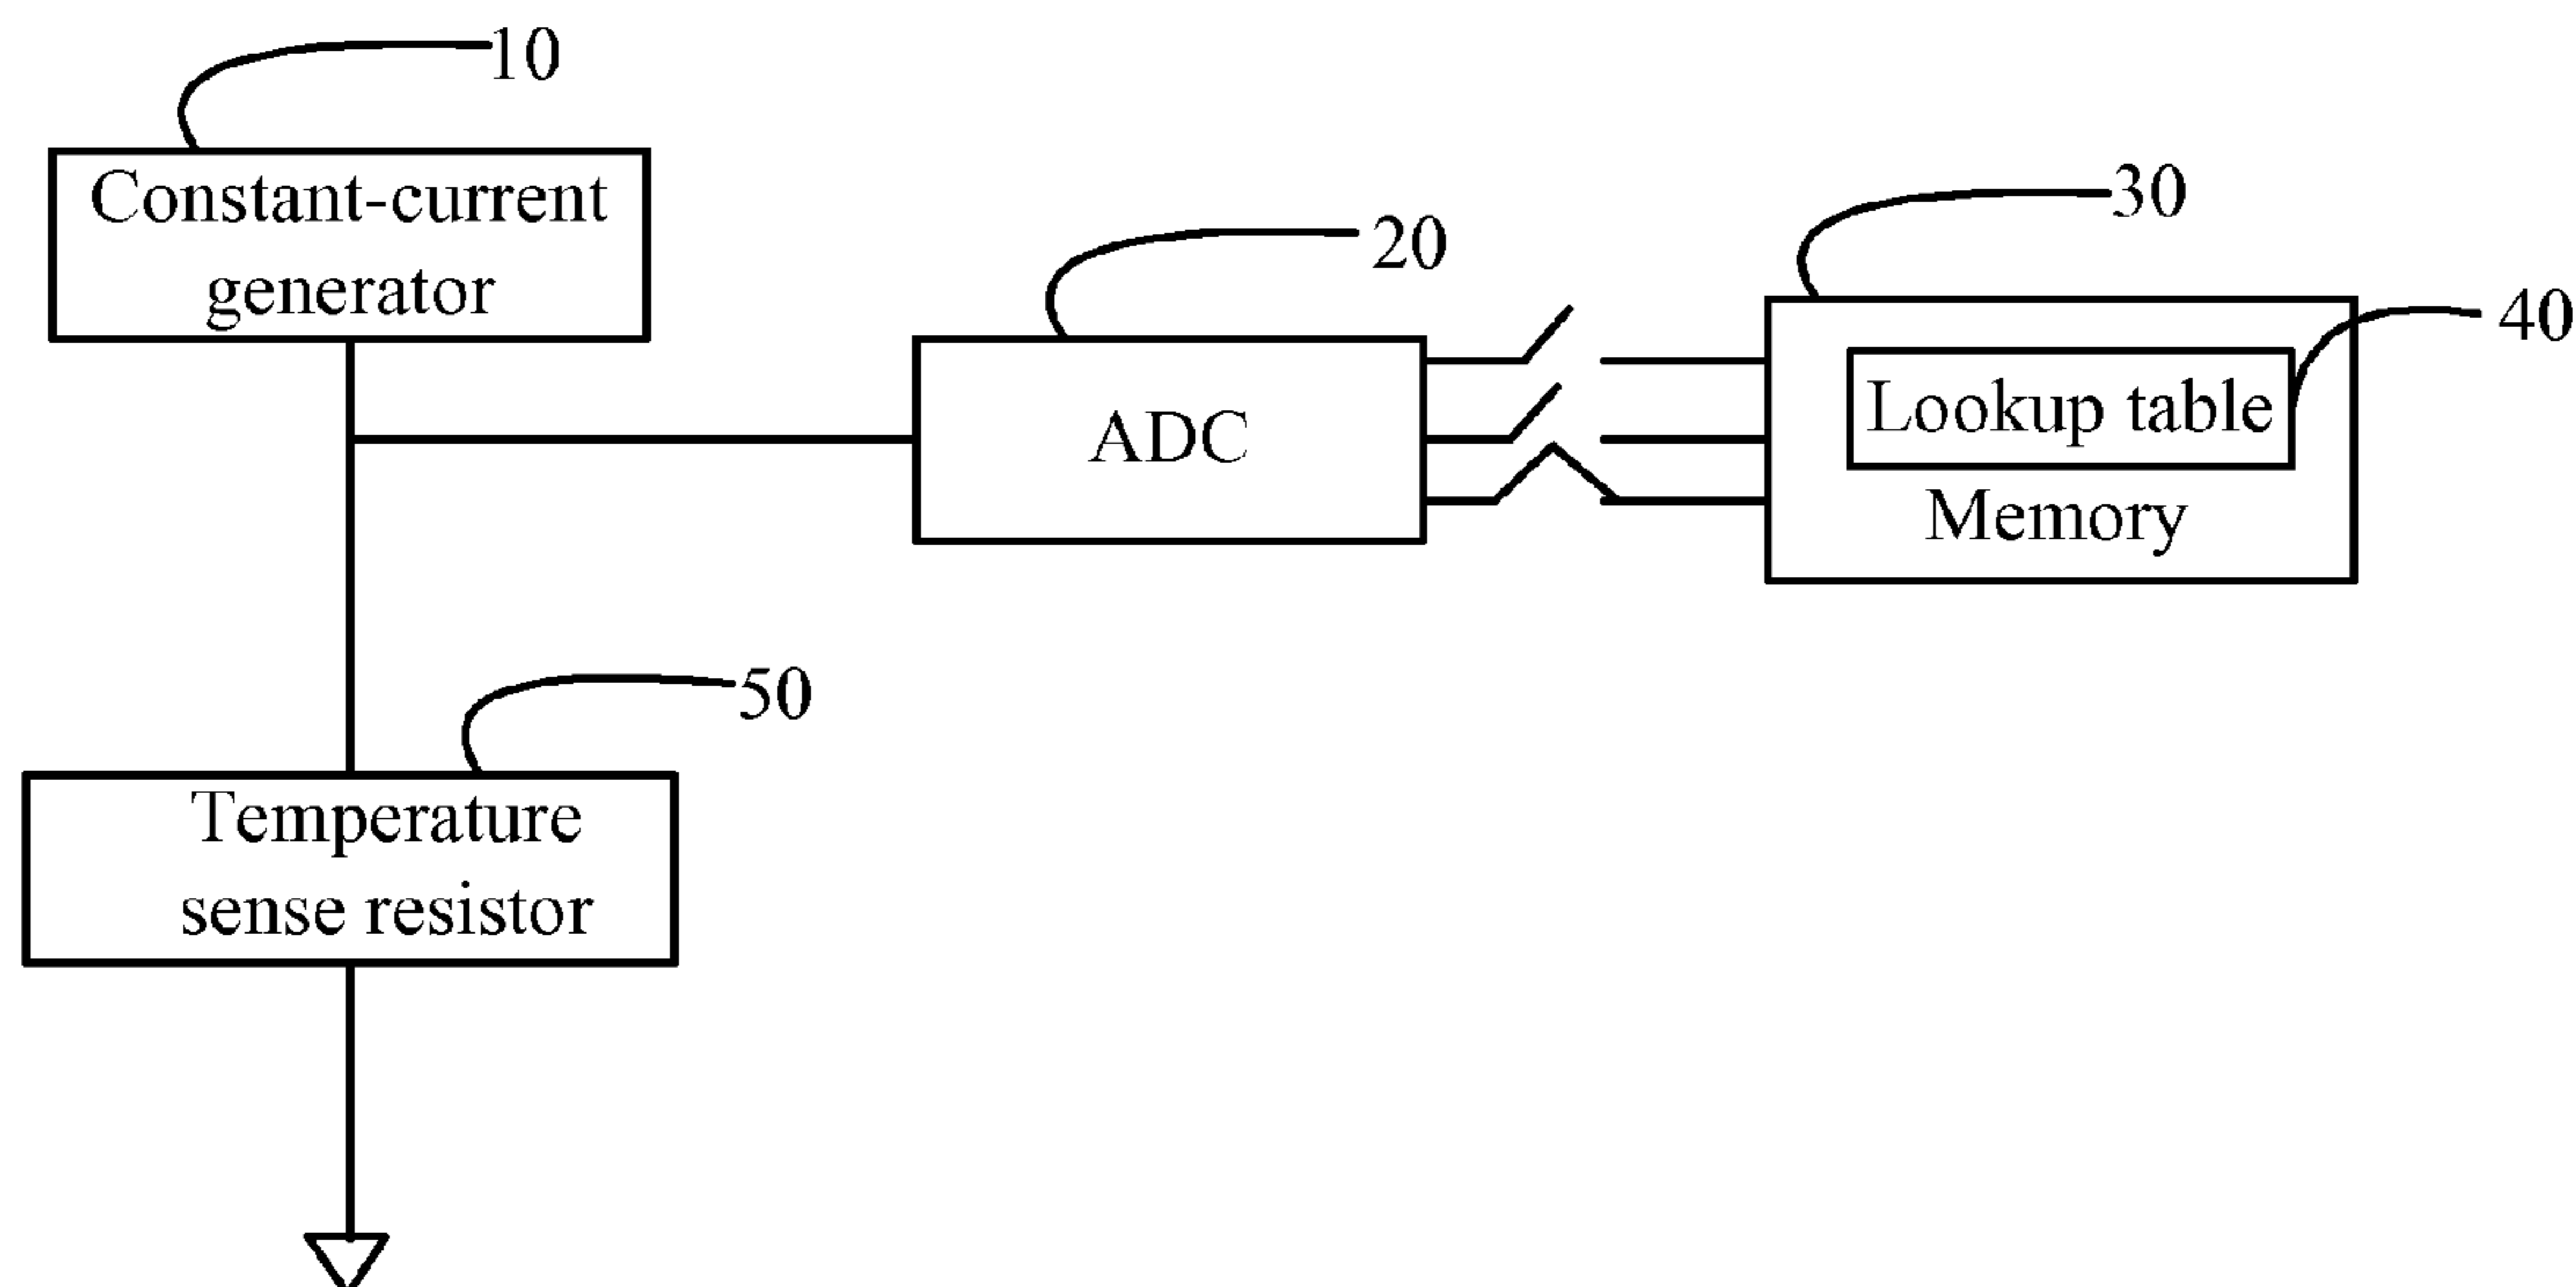 10
Constant-current
generator
20
ADC
30
40
Lookup table
Memory
50
Temperature
sense resistor